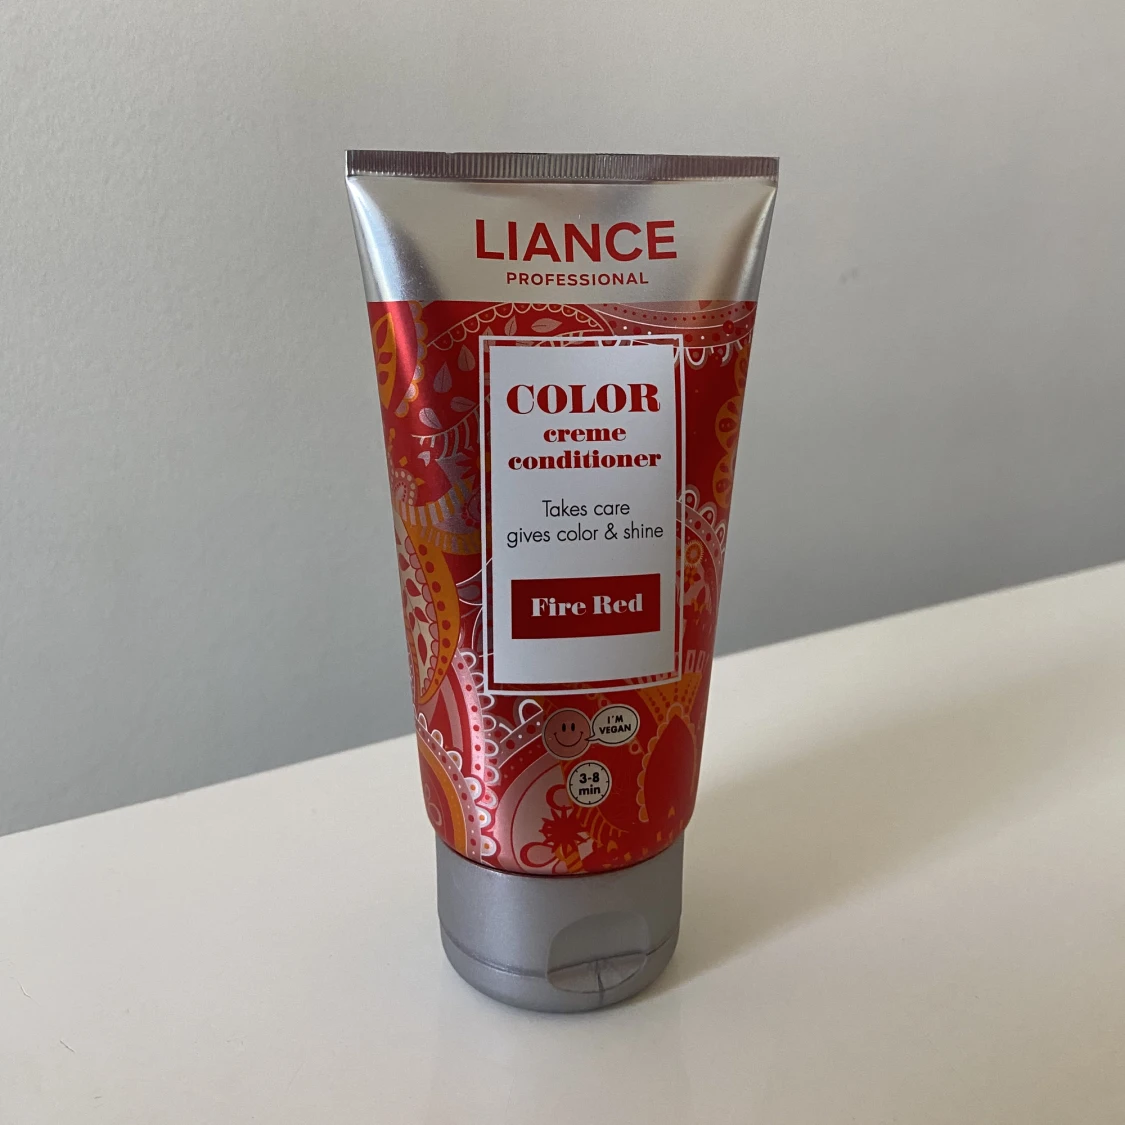 LIANCE
PROFESSIONAL
COLOR
creme
conditioner
Takes care
gives color & shine
Fire Red
I'M
VEGAN
3-8
min